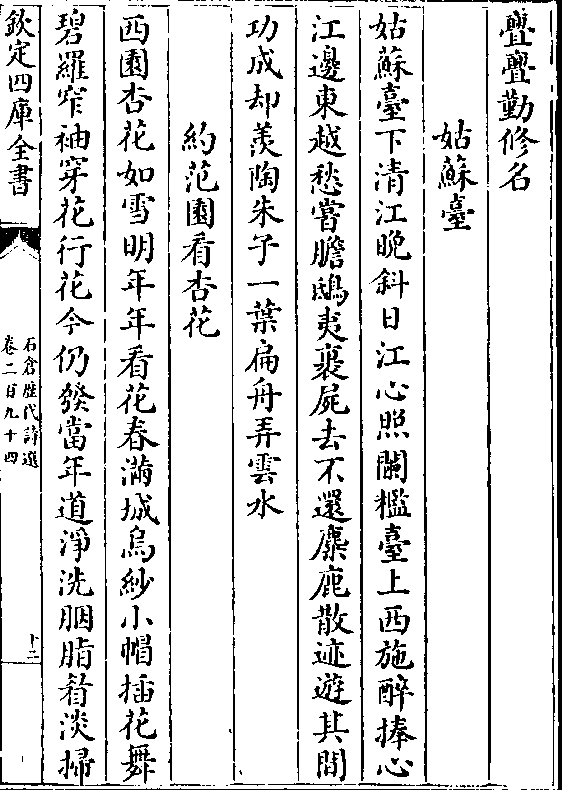 亹亹勤修名
姑蘇臺
姑蘇臺下清江晚斜日江心照闌檻臺上西施醉捧心
江邊東越愁嘗膽鴟夷裹屍去不還麋鹿散迹遊其間
功成却羨陶朱子一葉扁舟弄雲水
約范園看杏花
西園杏花如雪明年年看花春滿城烏紗小帽插花舞
碧羅窄袖穿花行花今仍發當年道淨洗胭脂着淡掃
欽定四庫全書
石倉歷代詩選
卷二百九十四
十二